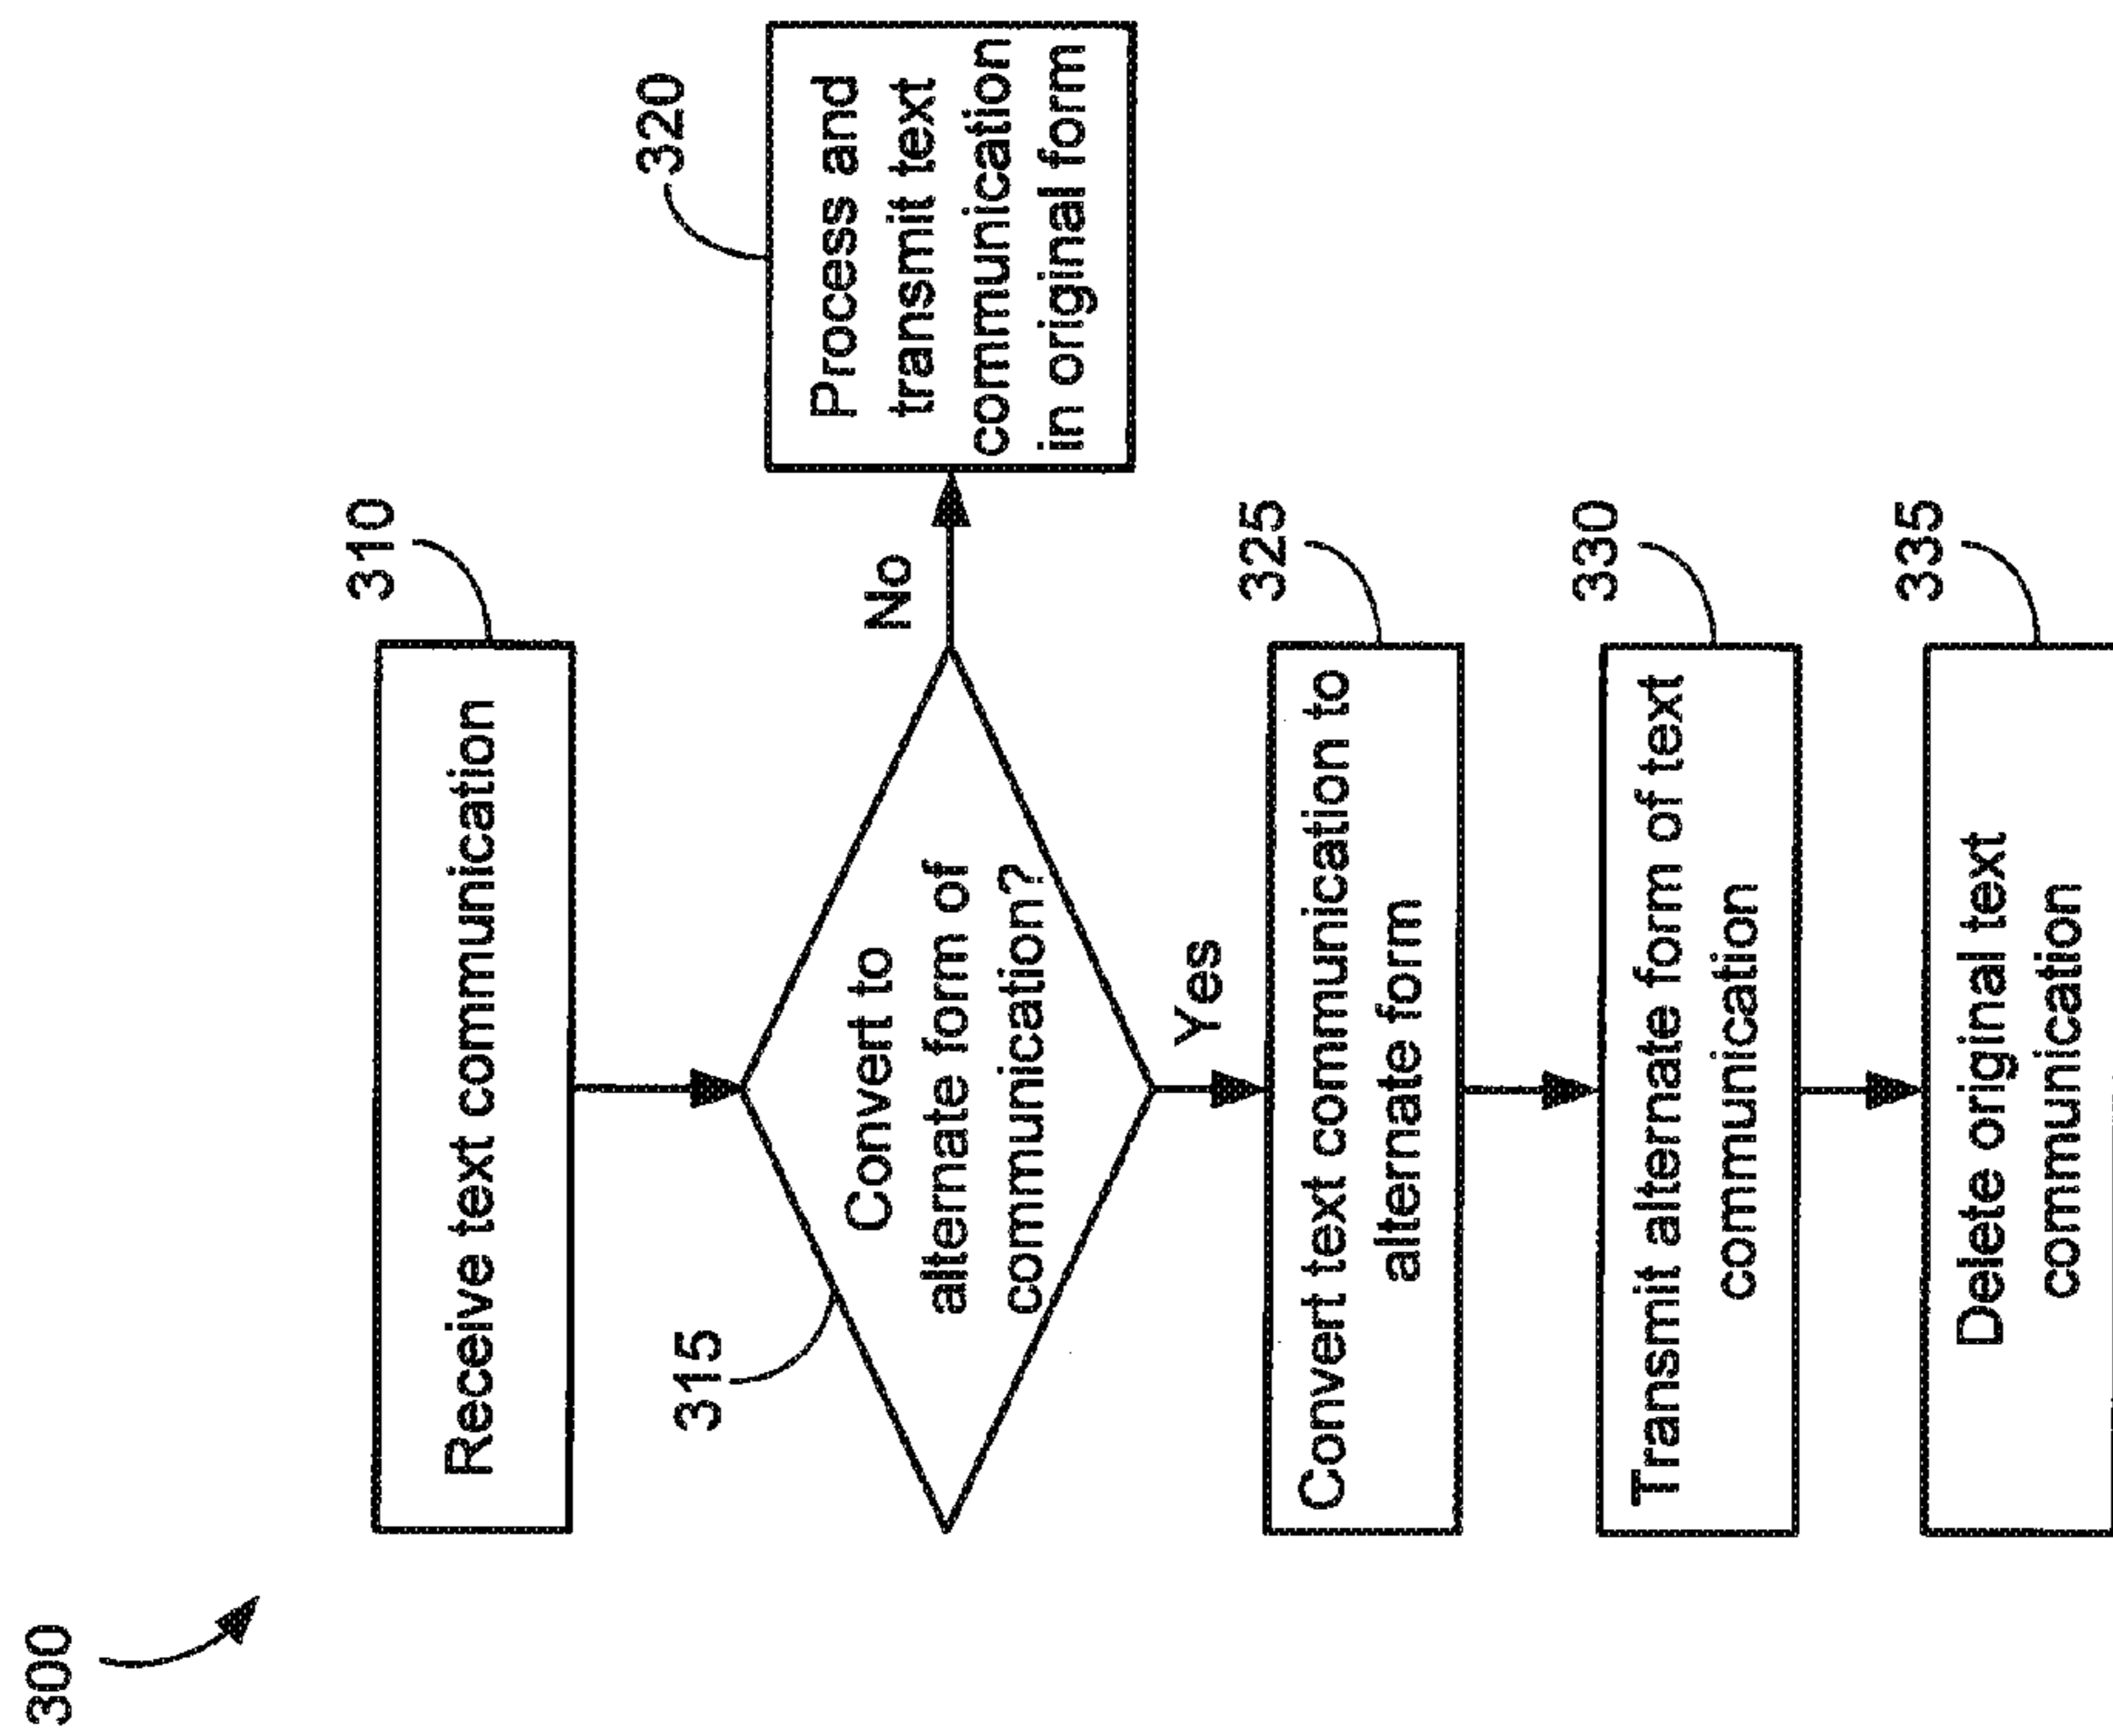 300
310
Receive text communication
315
Convert to
alternate form of
communication?
No
320
Process and
transmit text
communication
in original form
Yes
325
Convert text communication to
alternate form
330
Transmit alternate form of text
communication
335
Delete original text
communication